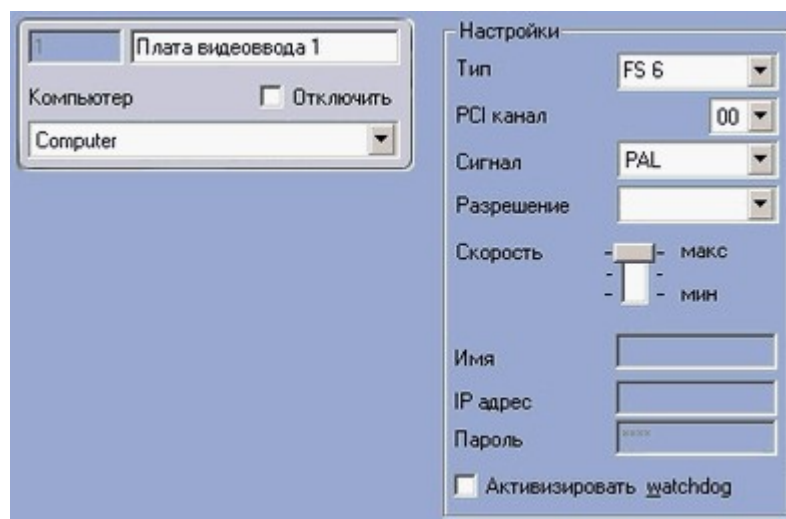 1
Плата видеоввода 1
Компьютер
Отключить
Computer
Настройки
Тип
FS 6
PCI канал
00
Сигнал
PAL
Разрешение
Скорость
макс
мин
Имя
IP адрес
Пароль
****
Активизировать watchdog